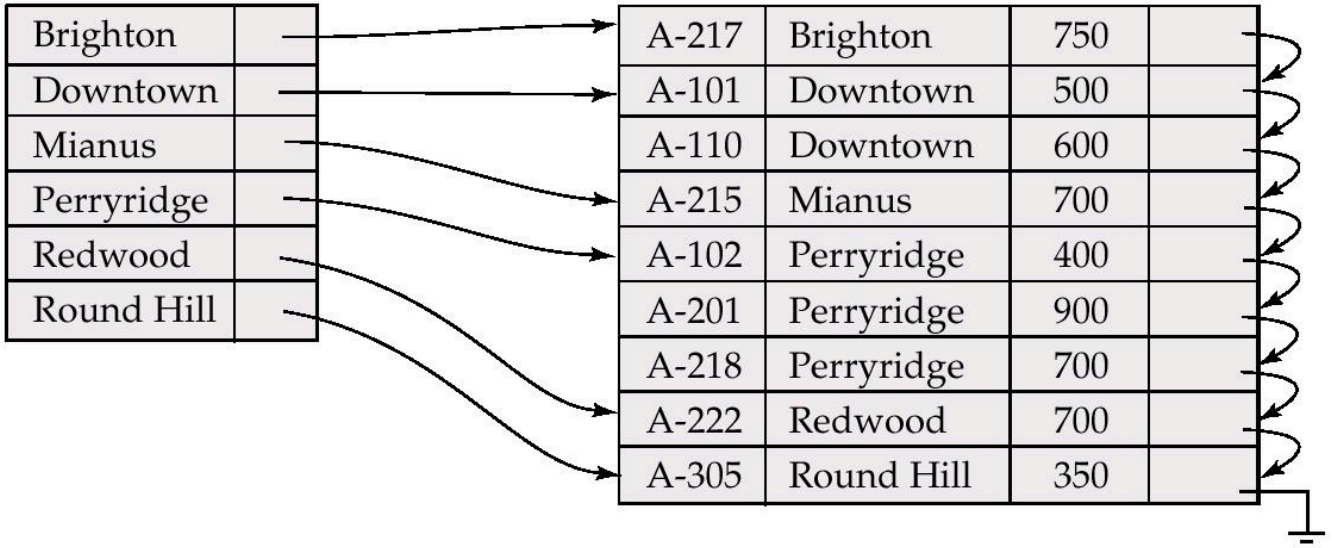 Brighton
Downtown
Mianus
Perryridge
Redwood
Round Hill
A-217 Brighton 750
A-101 Downtown 500
A-110 Downtown 600
A-215 Mianus 700
A-102 Perryridge 400
A-201 Perryridge 900
A-218 Perryridge 700
A-222 Redwood 700
A-305 Round Hill 350